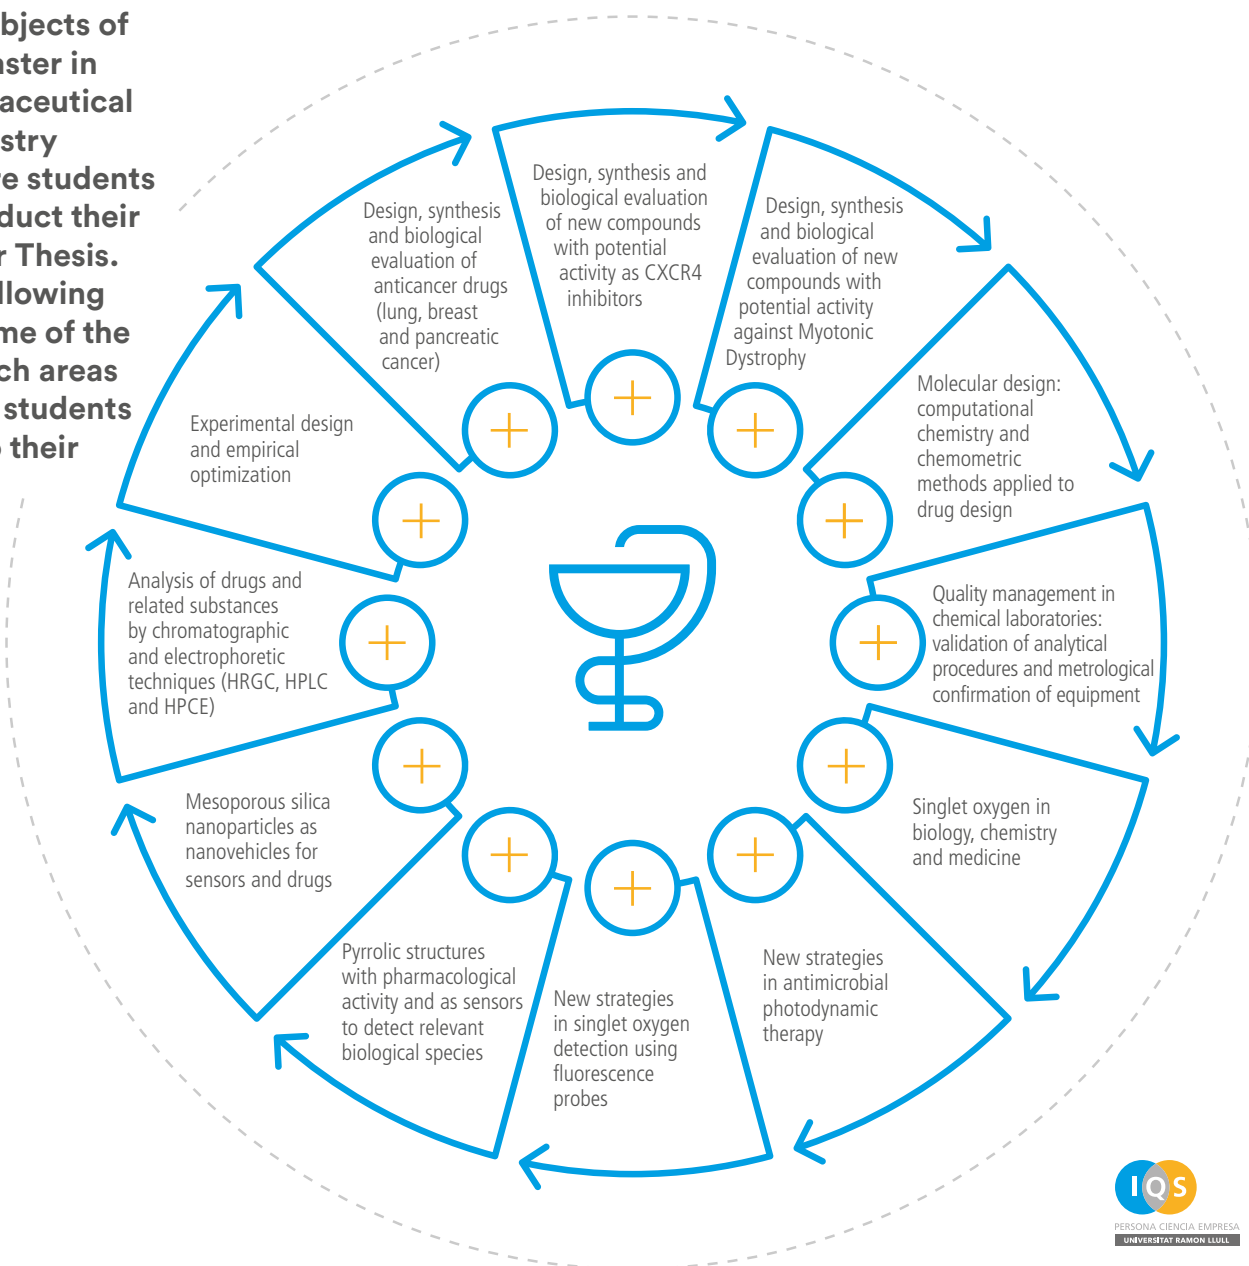 bjects of
aster in
aceutical
stry
re students
duct their
r Thesis.
llowing
me of the
ch areas
students
o their
Design, synthesis and
biological evaluation
of new compounds
with potential
activity as CXCR4
inhibitors
Design, synthesis
and biological
evaluation of new
compounds with
potential activity
against Myotonic
Dystrophy
Molecular design:
computational
chemistry and
chemometric
methods applied to
drug design
Quality management in
chemical laboratories:
validation of analytical
procedures and metrological
confirmation of equipment
Singlet oxygen in
biology, chemistry
and medicine
New strategies
in antimicrobial
photodynamic
therapy
New strategies
in singlet oxygen
detection using
fluorescence
probes
Pyrrolic structures
with pharmacological
activity and as sensors
to detect relevant
biological species
Mesoporous silica
nanoparticles as
nanovehicles for
sensors and drugs
Analysis of drugs and
related substances
by chromatographic
and electrophoretic
techniques (HRGC, HPLC
and HPCE)
Experimental design
and empirical
optimization
Design, synthesis
and biological
evaluation of
anticancer drugs
(lung, breast
and pancreatic
cancer)
IQS
PERSONA CIÈNCIA EMPRESA
UNIVERSITAT RAMON LLULL